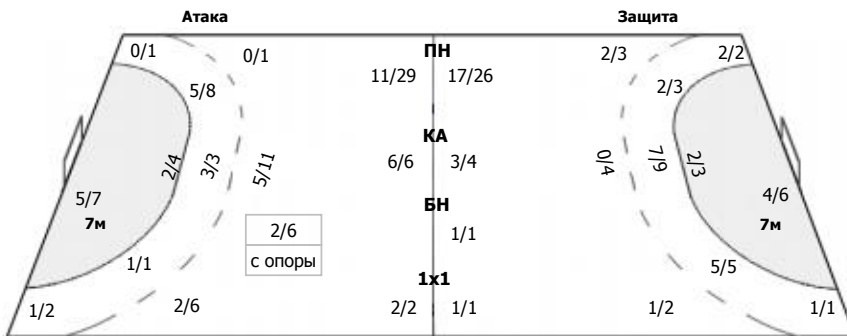 Атака Защита
0/1 0/1 ПН 2/3 2/2
11/29 17/26
5/8 2/3
КА
2/4 3/3 5/11 6/6 3/4 0/4 7/9 2/3
5/7 4/6
7м БН 7м
2/6 1/1
с опоры
1/1 5/5
1x1
1/2 2/6 2/2 1/1 1/2 1/1